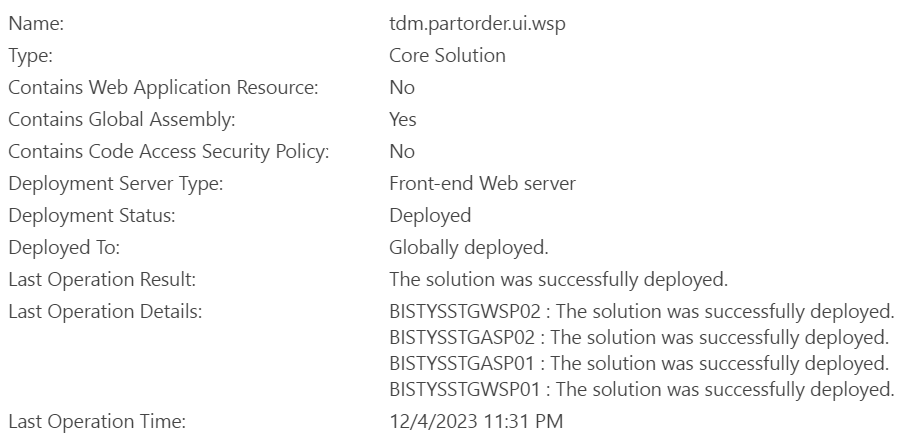 Name: tdm.partorder.ui.wsp
Type: Core Solution
Contains Web Application Resource: No
Contains Global Assembly: Yes
Contains Code Access Security Policy: No
Deployment Server Type: Front-end Web server
Deployment Status: Deployed
Deployed To: Globally deployed.
Last Operation Result: The solution was successfully deployed.
Last Operation Details: BISTYSSTGWSP02 : The solution was successfully deployed.
BISTYSSTGASP02 : The solution was successfully deployed.
BISTYSSTGASP01 : The solution was successfully deployed.
BISTYSSTGWSP01 : The solution was successfully deployed.
Last Operation Time: 12/4/2023 11:31 PM